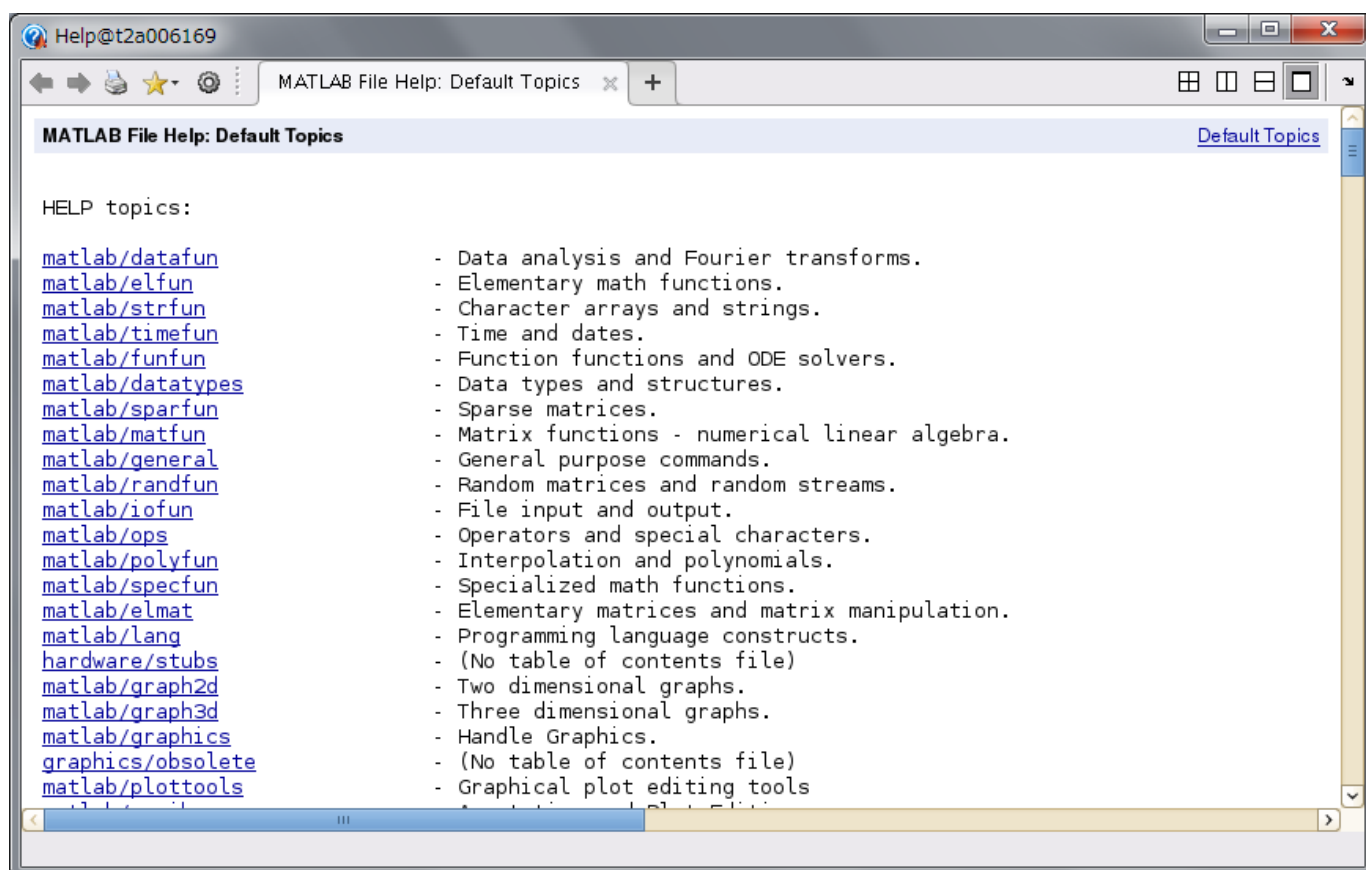 Help@t2a006169
MATLAB File Help: Default Topics
MATLAB File Help: Default Topics Default Topics
HELP topics:
matlab/datafun - Data analysis and Fourier transforms.
matlab/elfun - Elementary math functions.
matlab/strfun - Character arrays and strings.
matlab/timefun - Time and dates.
matlab/funfun - Function functions and ODE solvers.
matlab/datatypes - Data types and structures.
matlab/sparfun - Sparse matrices.
matlab/matfun - Matrix functions - numerical linear algebra.
matlab/general - General purpose commands.
matlab/randfun - Random matrices and random streams.
matlab/iofun - File input and output.
matlab/ops - Operators and special characters.
matlab/polyfun - Interpolation and polynomials.
matlab/specfun - Specialized math functions.
matlab/elmat - Elementary matrices and matrix manipulation.
matlab/lang - Programming language constructs.
hardware/stubs - (No table of contents file)
matlab/graph2d - Two dimensional graphs.
matlab/graph3d - Three dimensional graphs.
matlab/graphics - Handle Graphics.
graphics/obsolete - (No table of contents file)
matlab/plottools - Graphical plot editing tools